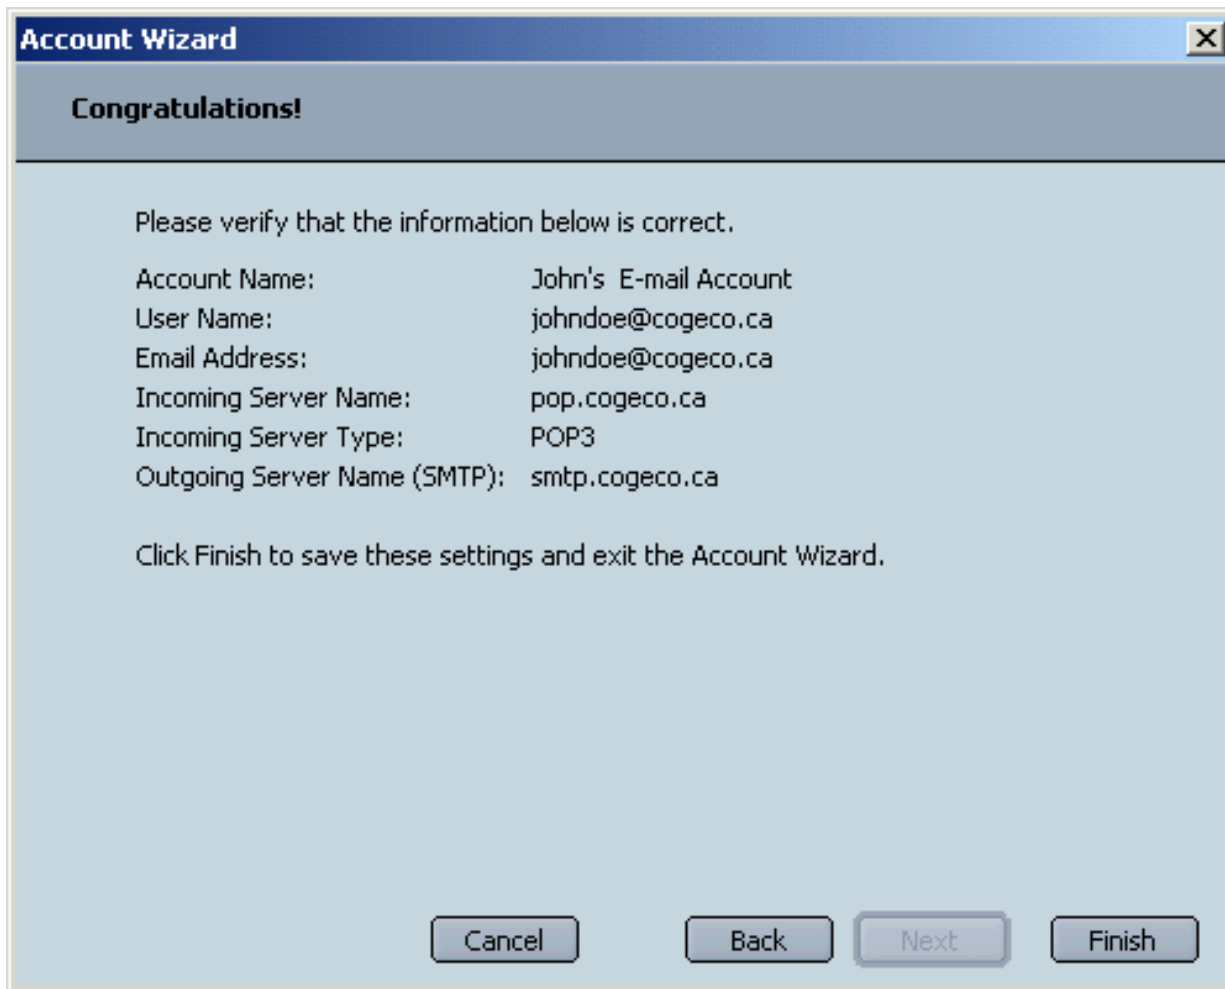 Account Wizard
Congratulations!
Please verify that the information below is correct.
Account Name: John's  E-mail Account
User Name: johndoe@cogeco.ca
Email Address: johndoe@cogeco.ca
Incoming Server Name: pop.cogeco.ca
Incoming Server Type: POP3
Outgoing Server Name (SMTP): smtp.cogeco.ca
Click Finish to save these settings and exit the Account Wizard.
Cancel Back Next Finish